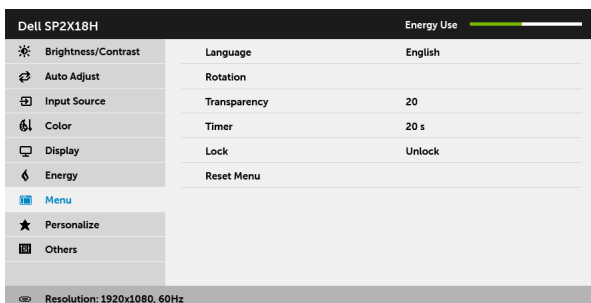 Dell SP2X18H Energy Use
Brightness/Contrast Language English
Auto Adjust Rotation
Input Source Transparency 20
Color Timer 20 s
Display Lock Unlock
Energy Reset Menu
Menu
Personalize
Others
Resolution: 1920x1080, 60Hz